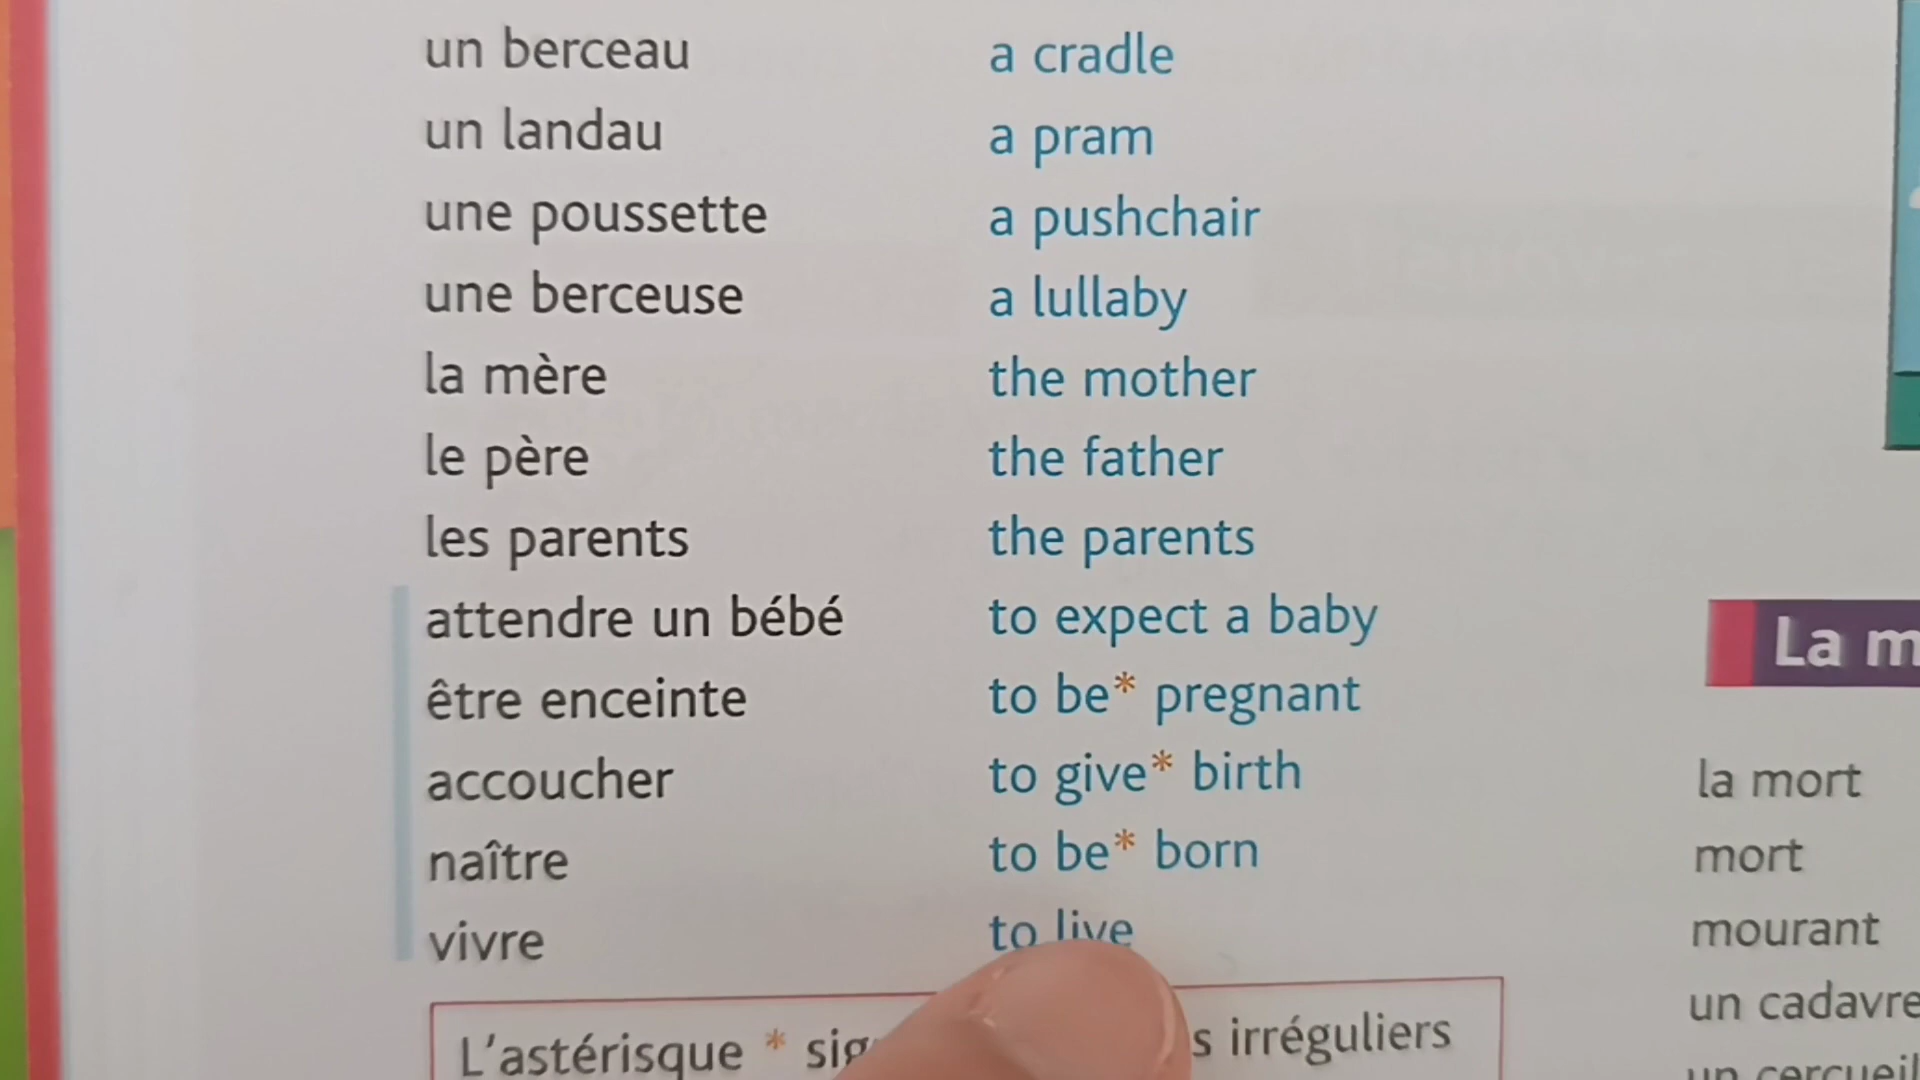 un berceau a cradle
un landau a pram
une poussette a pushchair
une berceuse a lullaby
la mère the mother
le père the father
les parents the parents
attendre un bébé to expect a baby
être enceinte to be* pregnant
accoucher to give* birth
naître to be* born
vivre to live
L'astérisque * irréguliers
La
la mort
mort
mourant
un cadavre
un cercueil